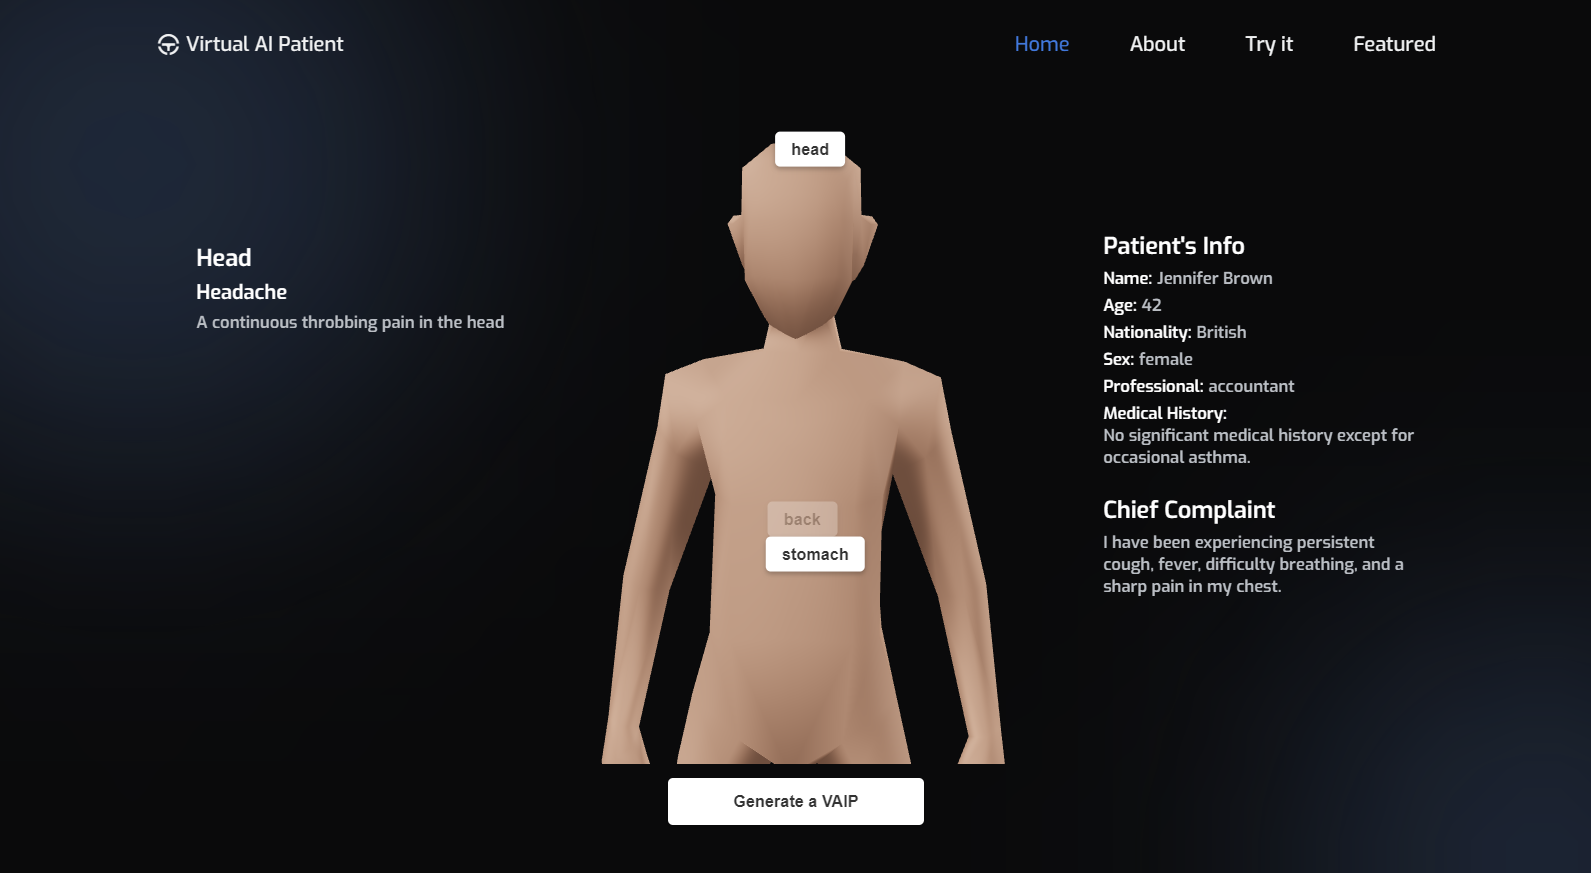 Virtual AI Patient
Home
About
Try it
Featured
head
Head
Headache
A continuous throbbing pain in the head
back
stomach
Patient's Info
Name: Jennifer Brown
Age: 42
Nationality: British
Sex: female
Professional: accountant
Medical History:
No significant medical history except for
occasional asthma.
Chief Complaint
I have been experiencing persistent
cough, fever, difficulty breathing, and a
sharp pain in my chest.
Generate a VAIP